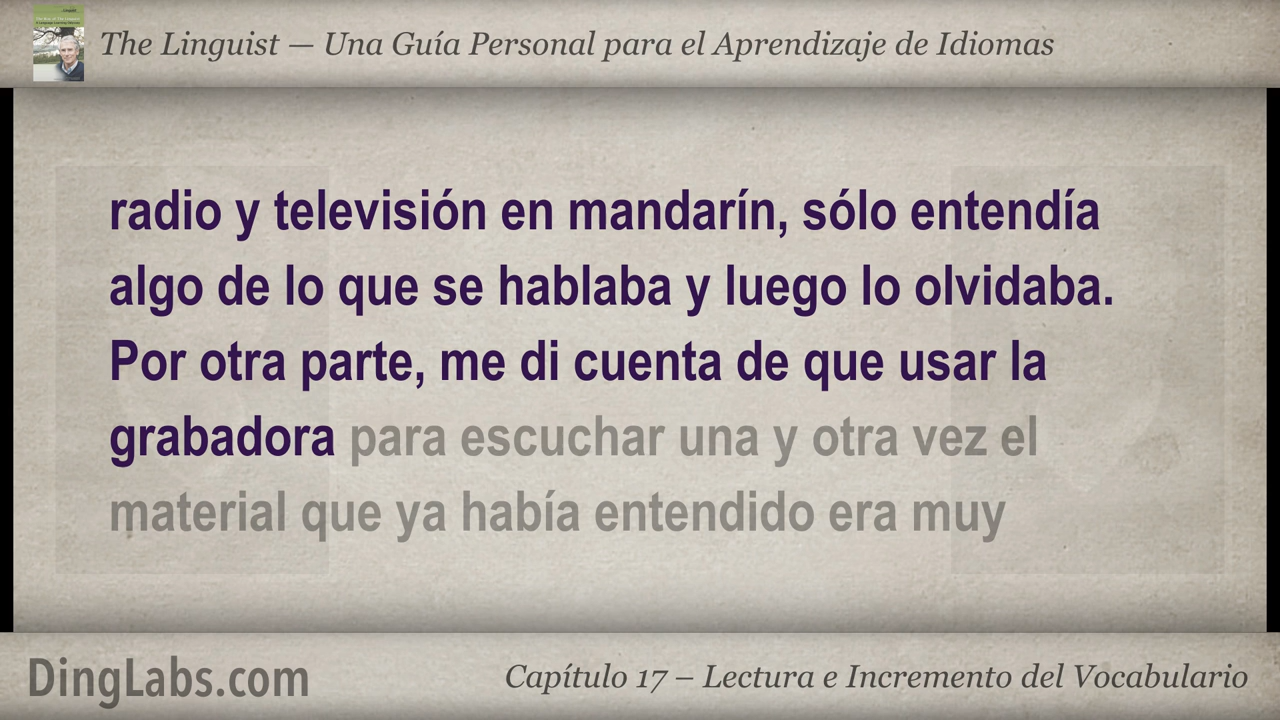 The Linguist — Una Guía Personal para el Aprendizaje de Idiomas
radio y televisión en mandarín, sólo entendía
algo de lo que se hablaba y luego lo olvidaba.
Por otra parte, me di cuenta de que usar la
grabadora para escuchar una y otra vez el
material que ya había entendido era muy
DingLabs.com
Capítulo 17 – Lectura e Incremento del Vocabulario